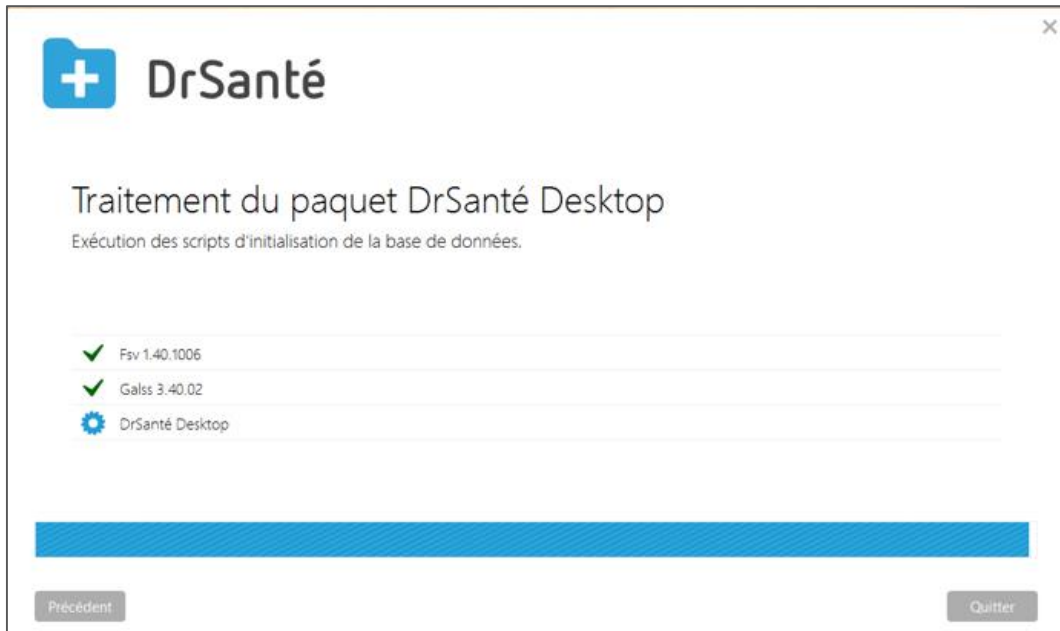 DrSanté
Traitement du paquet DrSanté Desktop
Exécution des scripts d'initialisation de la base de données.
Fsv 1.40.1006
Galss 3.40.02
DrSanté Desktop
Précédent
Quitter